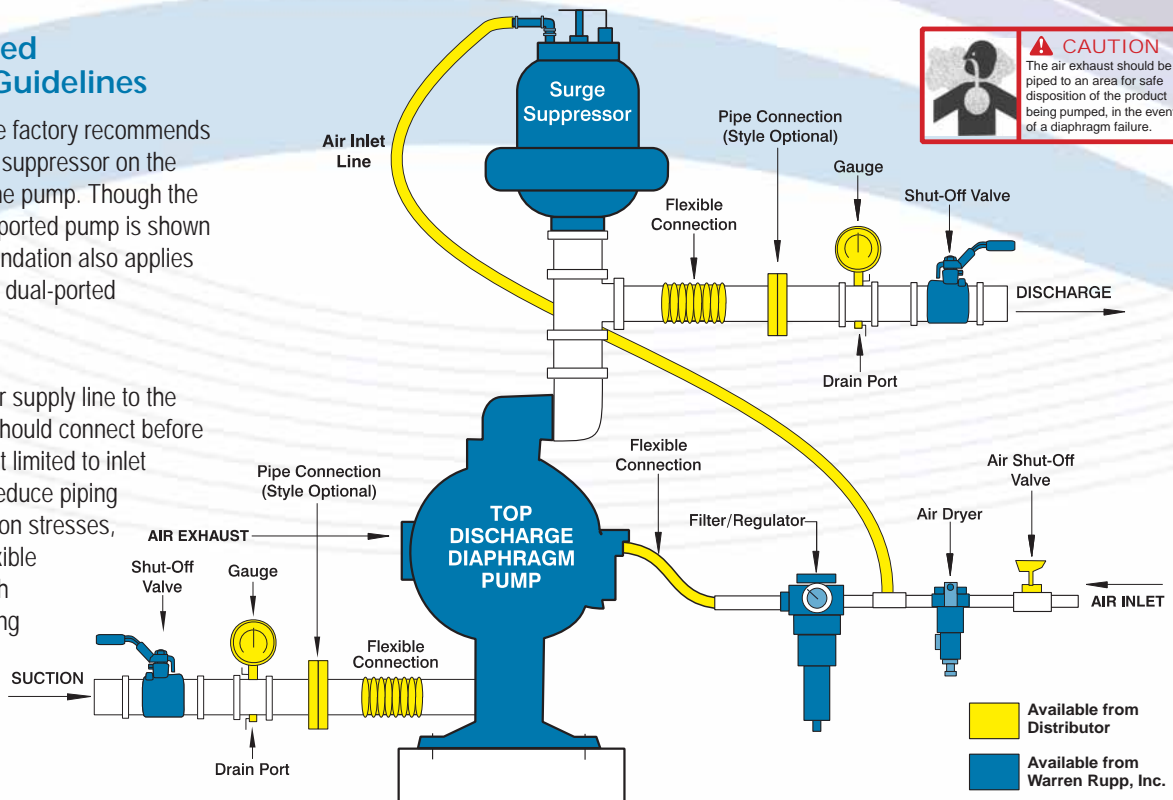 ed
Guidelines
e factory recommends
suppressor on the
pump. Though the
ported pump is shown
ndation also applies
dual-ported
r supply line to the
should connect before
t limited to inlet
educe piping
on stresses,
xible
h
ng
CAUTION
The air exhaust should be
piped to an area for safe
disposition of the product
being pumped, in the even
of a diaphragm failure.
Surge
Suppressor
Air Inlet
Line
Pipe Connection
(Style Optional)
Gauge
Shut-Off Valve
Flexible
Connection
DISCHARGE
Drain Port
Flexible
Connection
Air Shut-Off
Valve
Pipe Connection
(Style Optional)
Filter/Regulator
Air Dryer
TOP
DISCHARGE
DIAPHRAGM
PUMP
AIR EXHAUST
AIR INLET
Shut-Off
Valve
Gauge
Flexible
Connection
SUCTION
Drain Port
Available from
Distributor
Available from
Warren Rupp, Inc.